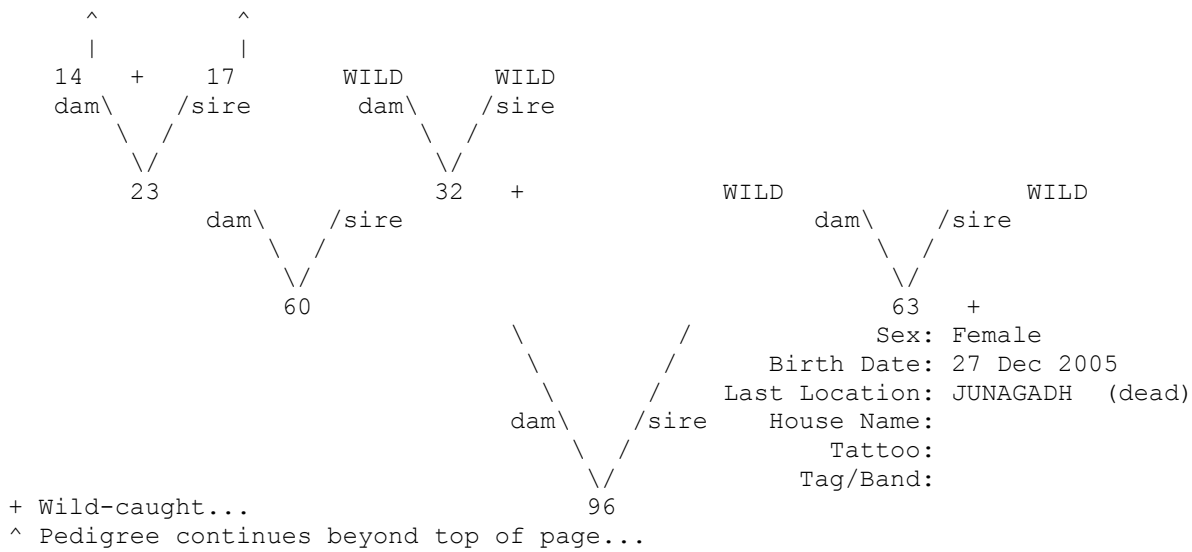 ^ ^
| |
14 + 17 WILD WILD
dam\ /sire dam\ /sire
\ / \ /
\/ \/
23 32 + WILD WILD
dam\ /sire dam\ /sire
\ / \ /
\/ \/
60 63 +
\ / Sex: Female
\ / Birth Date: 27 Dec 2005
\ / Last Location: JUNAGADH (dead)
dam\ /sire House Name:
\ / Tattoo:
\/ Tag/Band:
+ Wild-caught... 96
^ Pedigree continues beyond top of page...